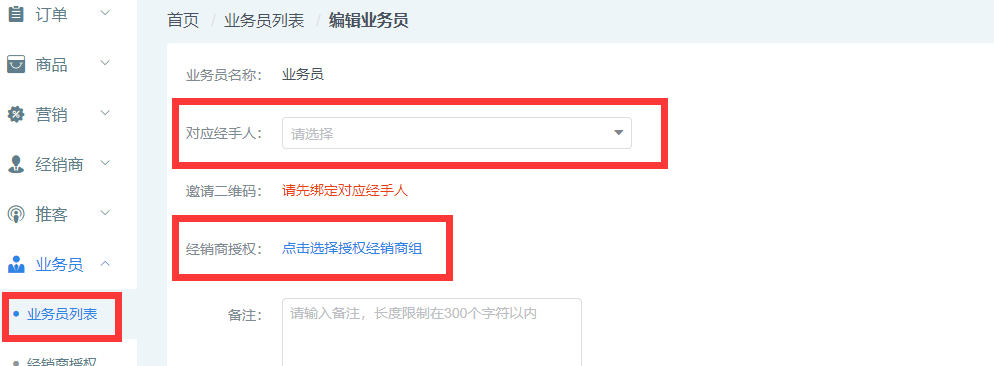 订单
商品
营销
经销商
推客
业务员
业务员列表
经销商授权
首页 / 业务员列表 / 编辑业务员
业务员名称： 业务员
对应经手人： 请选择
邀请二维码： 请先绑定对应经手人
经销商授权： 点击选择授权经销商组
备注： 请输入备注，长度限制在300个字符以内